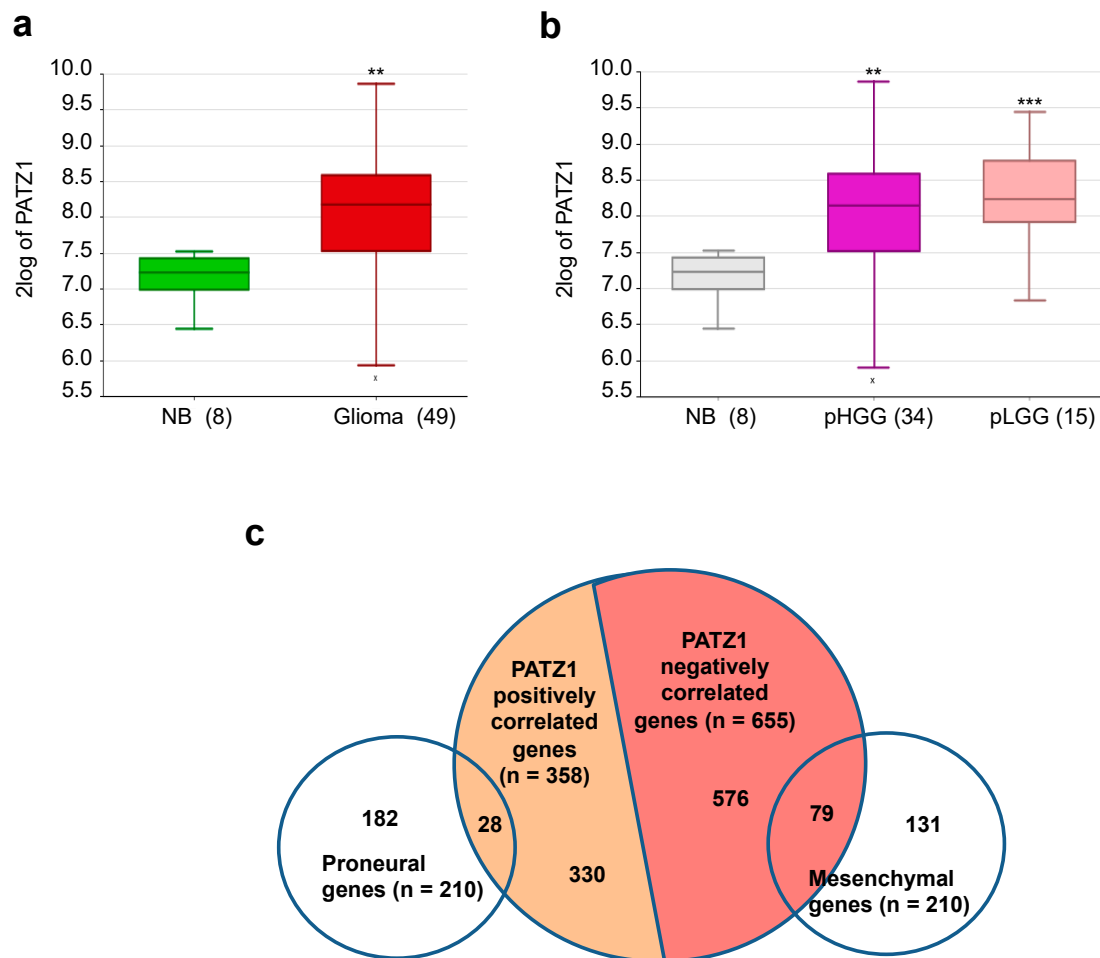 a
2log of PATZ1
10.0
9.5
9.0
8.5
8.0
7.5
7.0
6.5
6.0
5.5
**
x
NB (8)
Glioma (49)
b
2log of PATZ1
10.0
9.5
9.0
8.5
8.0
7.5
7.0
6.5
6.0
5.5
**
***
x
NB (8)
pHGG (34)
pLGG (15)
c
PATZ1
positively
correlated
genes
(n = 358)
PATZ1
negatively
correlated
genes (n = 655)
182
28
330
576
79
131
Proneural
genes (n = 210)
Mesenchymal
genes (n = 210)